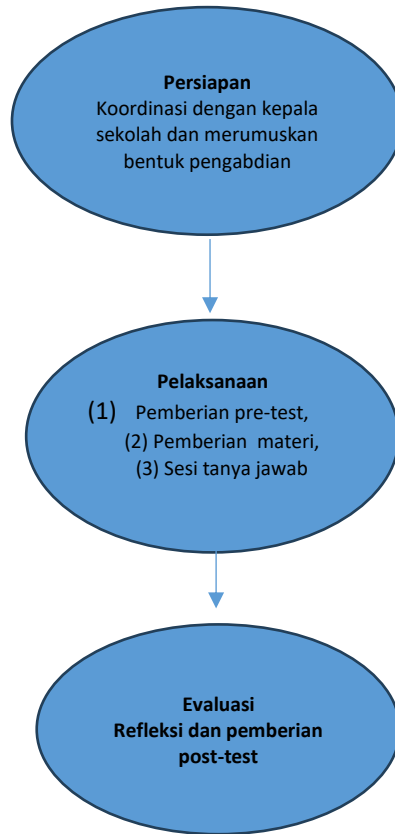 Persiapan
Koordinasi dengan kepala
sekolah dan merumuskan
bentuk pengabdian
Pelaksanaan
(1) Pemberian pre-test,
(2) Pemberian materi,
(3) Sesi tanya jawab
Evaluasi
Refleksi dan pemberian
post-test